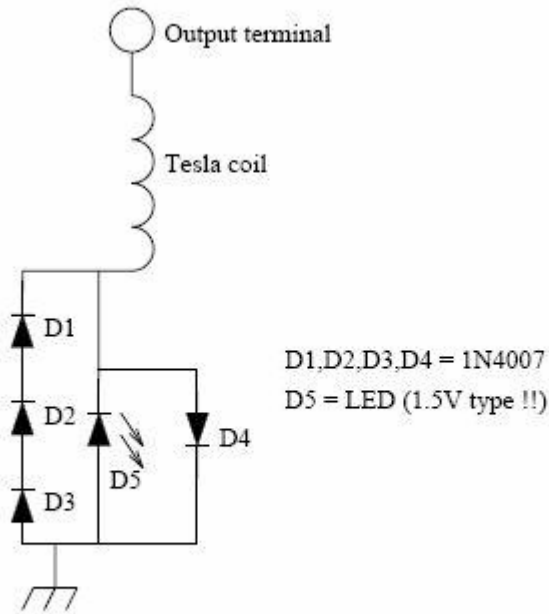 Output terminal
Tesla coil
D1
D2
D3
D5
D4
D1,D2,D3,D4 = 1N4007
D5 = LED (1.5V type !!)